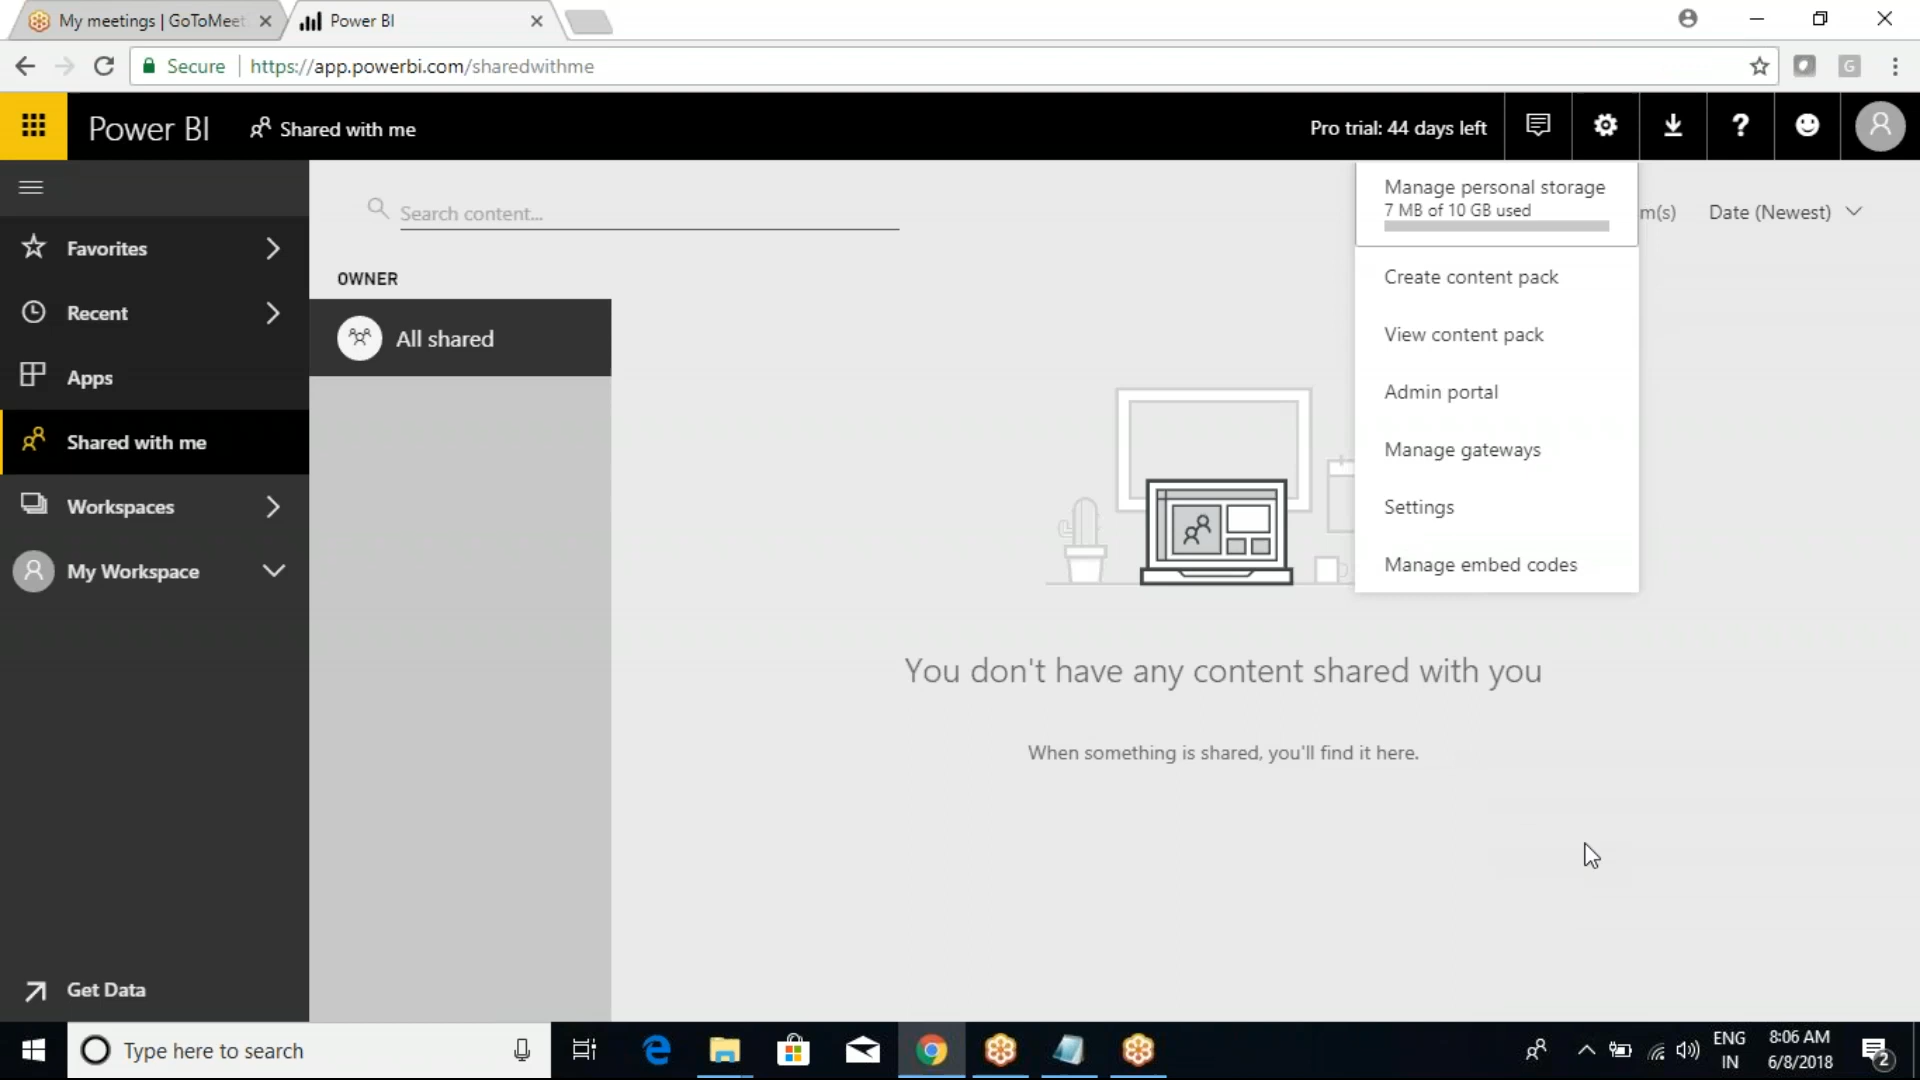 My meetings | GoToMeet
Power BI
Secure
https://app.powerbi.com/sharedwithme
G
Power BI
Shared with me
Pro trial: 44 days left
?
Manage personal storage
7 MB of 10 GB used
m(s)
Date (Newest)
Search content...
Favorites
Recent
Apps
Shared with me
Workspaces
My Workspace
Get Data
OWNER
All shared
Create content pack
View content pack
Admin portal
Manage gateways
Settings
Manage embed codes
You don't have any content shared with you
When something is shared, you'll find it here.
Type here to search
ENG
IN
8:06 AM
6/8/2018
2